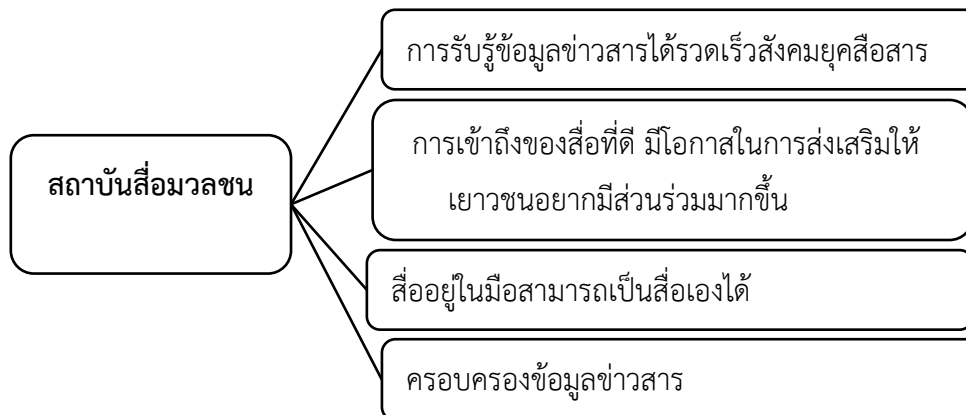 การรับรู้ข้อมูลข่าวสารได้รวดเร็วสังคมยุคสือสาร
การเข้าถึงของสื่อที่ดี มีโอกาสในการส่งเสริมให้
เยาวชนอยากมีส่วนร่วมมากขึ้น
สถาบันสื่อมวลชน
สื่ออยู่ในมือสามารถเป็นสื่อเองได้
ครอบครองข้อมูลข่าวสาร